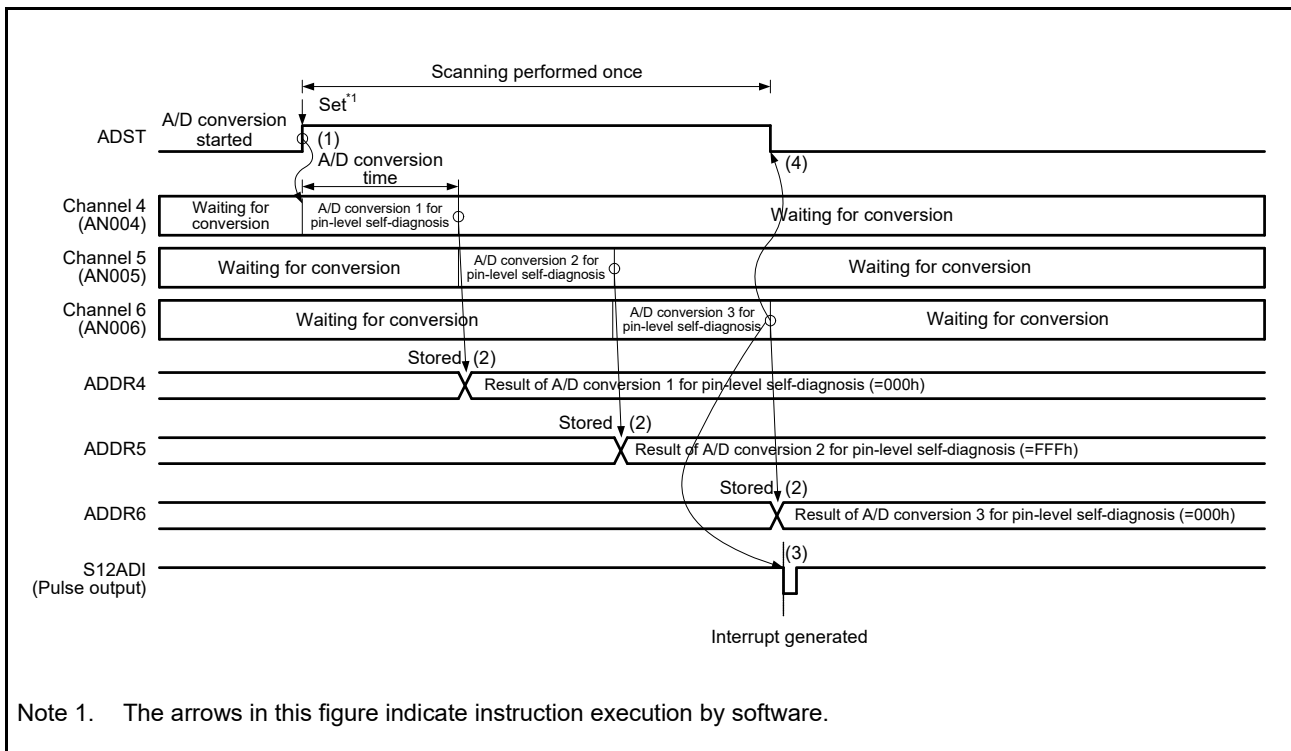 Scanning performed once
Set*1
A/D conversion
started
ADST
(1)
A/D conversion
time
(4)
Channel 4
(AN004)
Waiting for
conversion
A/D conversion 1 for
pin-level self-diagnosis
Waiting for conversion
Channel 5
(AN005)
Waiting for conversion
A/D conversion 2 for
pin-level self-diagnosis
Waiting for conversion
Channel 6
(AN006)
Waiting for conversion
A/D conversion 3 for
pin-level self-diagnosis
Waiting for conversion
Stored (2)
ADDR4
Result of A/D conversion 1 for pin-level self-diagnosis (=000h)
Stored (2)
ADDR5
Result of A/D conversion 2 for pin-level self-diagnosis (=FFFh)
Stored (2)
ADDR6
Result of A/D conversion 3 for pin-level self-diagnosis (=000h)
S12ADI
(Pulse output)
(3)
Interrupt generated
Note 1. The arrows in this figure indicate instruction execution by software.